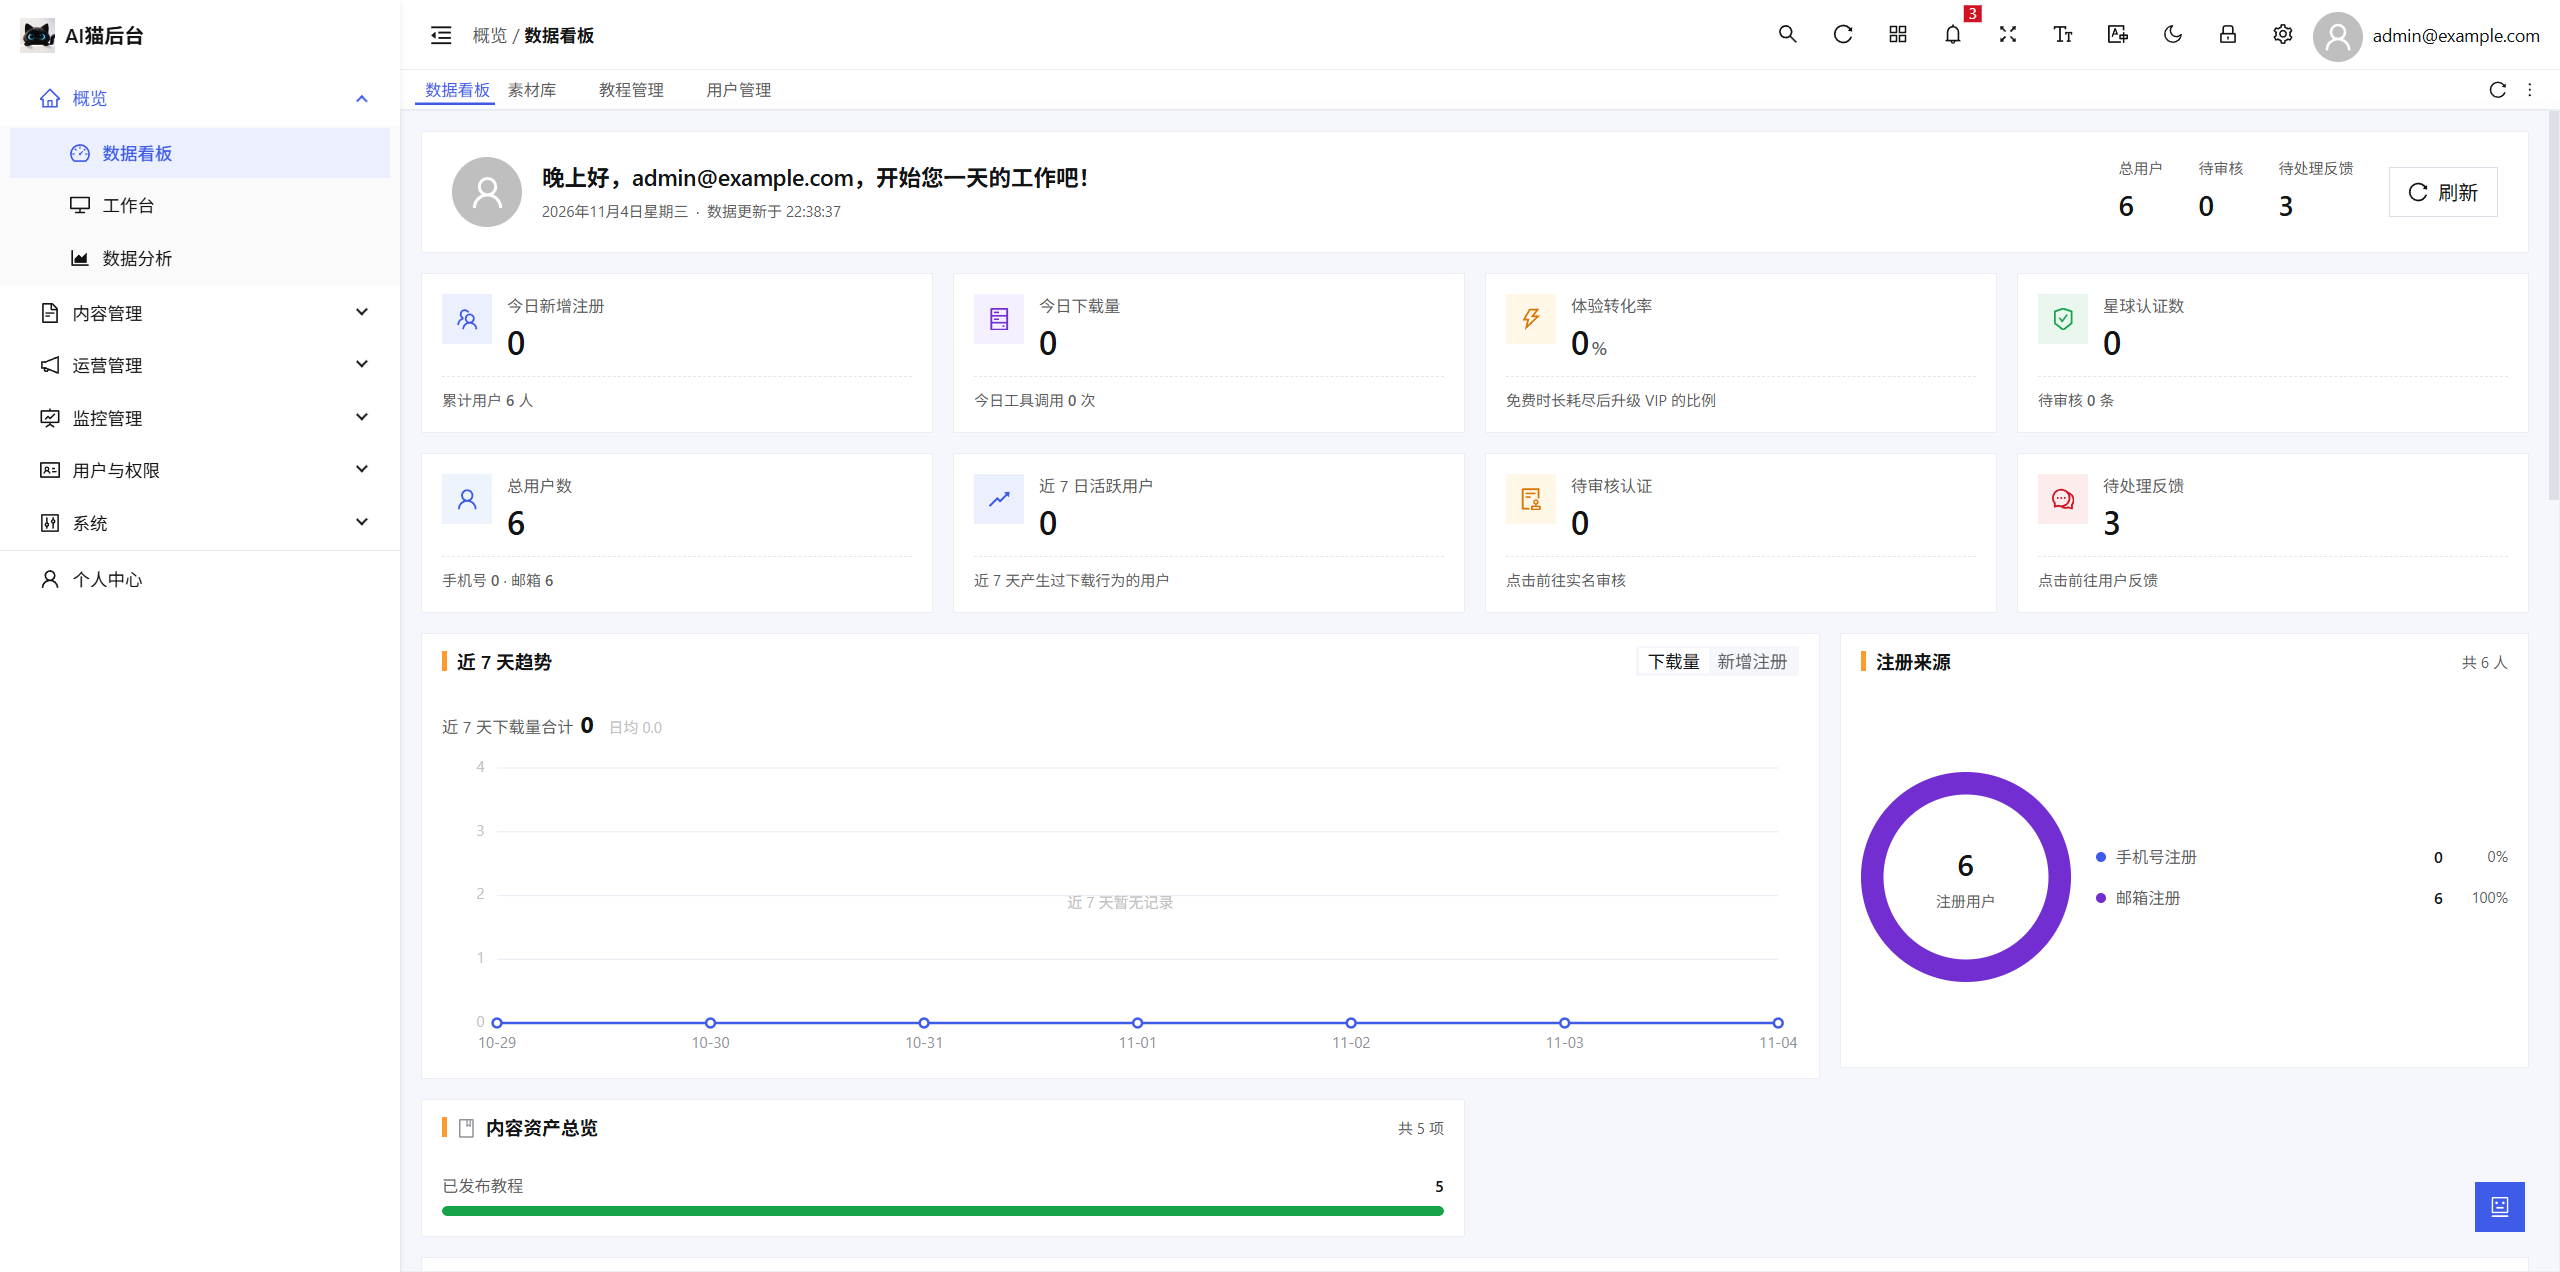 AI猫后台
概览
数据看板
工作台
数据分析
内容管理
运营管理
监控管理
用户与权限
系统
个人中心
概览 / 数据看板
3
admin@example.com
数据看板 素材库 教程管理 用户管理
晚上好，admin@example.com，开始您一天的工作吧！
2026年11月4日星期三 · 数据更新于 22:38:37
总用户 待审核 待处理反馈
6 0 3
刷新
今日新增注册
0
累计用户 6 人
今日下载量
0
今日工具调用 0 次
体验转化率
0%
免费时长耗尽后升级 VIP 的比例
星球认证数
0
待审核 0 条
总用户数
6
手机号 0 · 邮箱 6
近 7 日活跃用户
0
近 7 天产生过下载行为的用户
待审核认证
0
点击前往实名审核
待处理反馈
3
点击前往用户反馈
近 7 天趋势
下载量 新增注册
近 7 天下载量合计 0 日均 0.0
4
3
2
1
0
近 7 天暂无记录
10-29 10-30 10-31 11-01 11-02 11-03 11-04
注册来源
共 6 人
6
注册用户
手机号注册 0 0%
邮箱注册 6 100%
内容资产总览
共 5 项
已发布教程 5